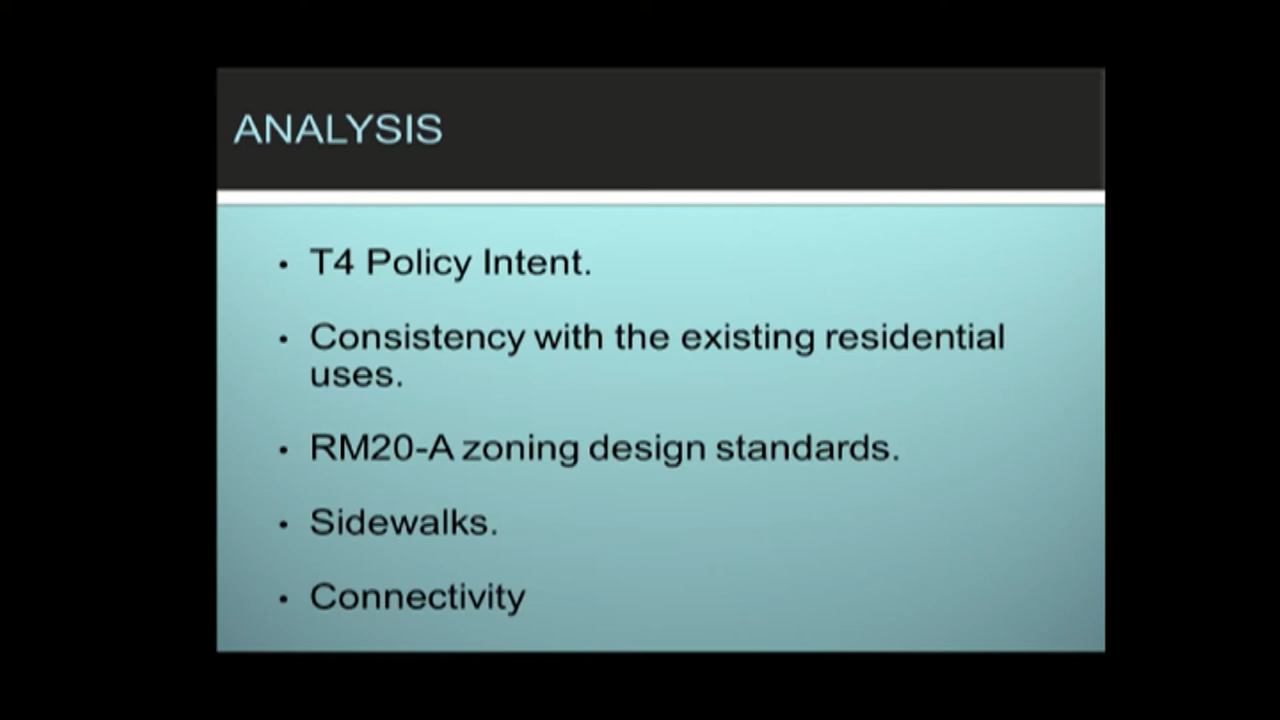 ANALYSIS
• T4 Policy Intent.
• Consistency with the existing residential
uses.
• RM20-A zoning design standards.
• Sidewalks.
• Connectivity